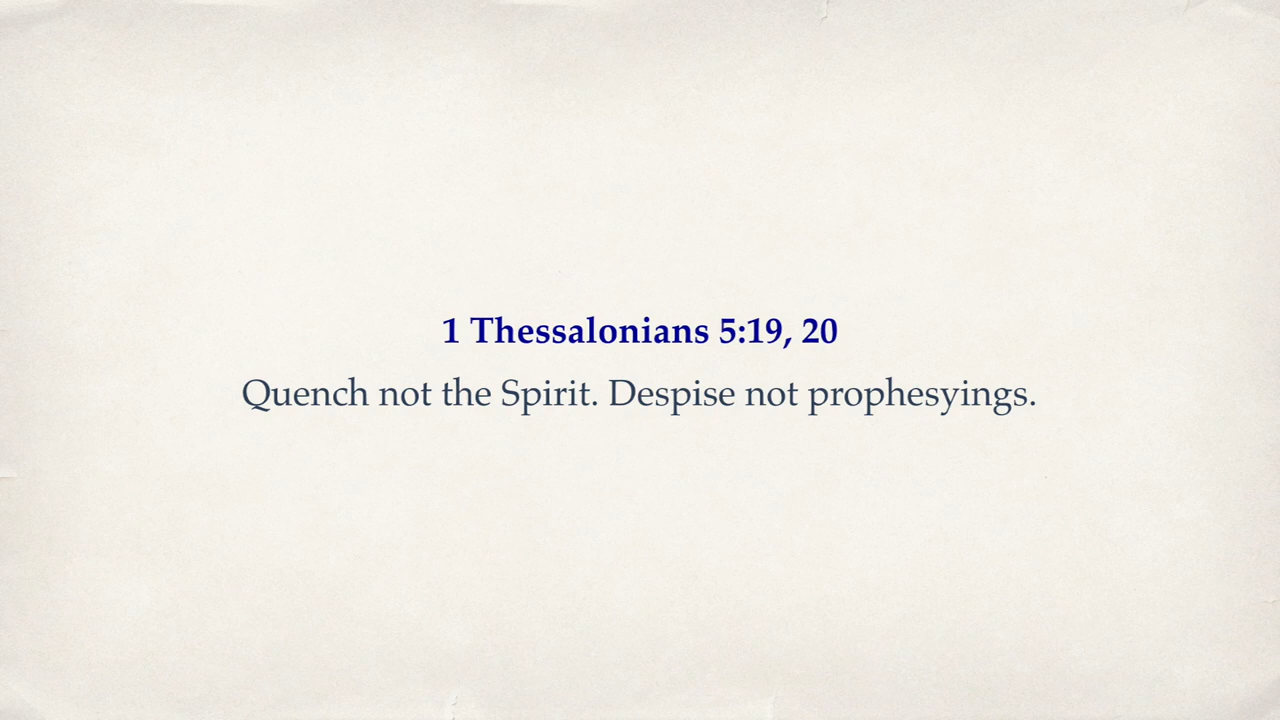 1 Thessalonians 5:19, 20
Quench not the Spirit. Despise not prophesyings.